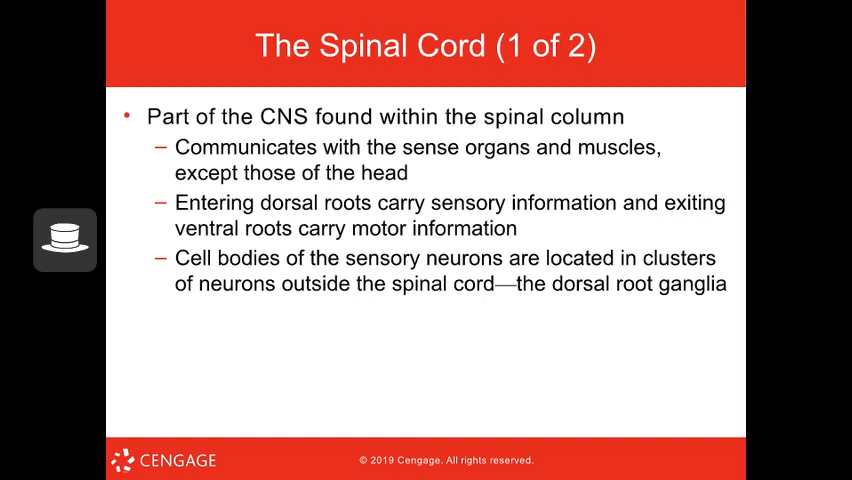 The Spinal Cord (1 of 2)
• Part of the CNS found within the spinal column
– Communicates with the sense organs and muscles,
except those of the head
– Entering dorsal roots carry sensory information and exiting
ventral roots carry motor information
– Cell bodies of the sensory neurons are located in clusters
of neurons outside the spinal cord—the dorsal root ganglia
CENGAGE
© 2019 Cengage. All rights reserved.